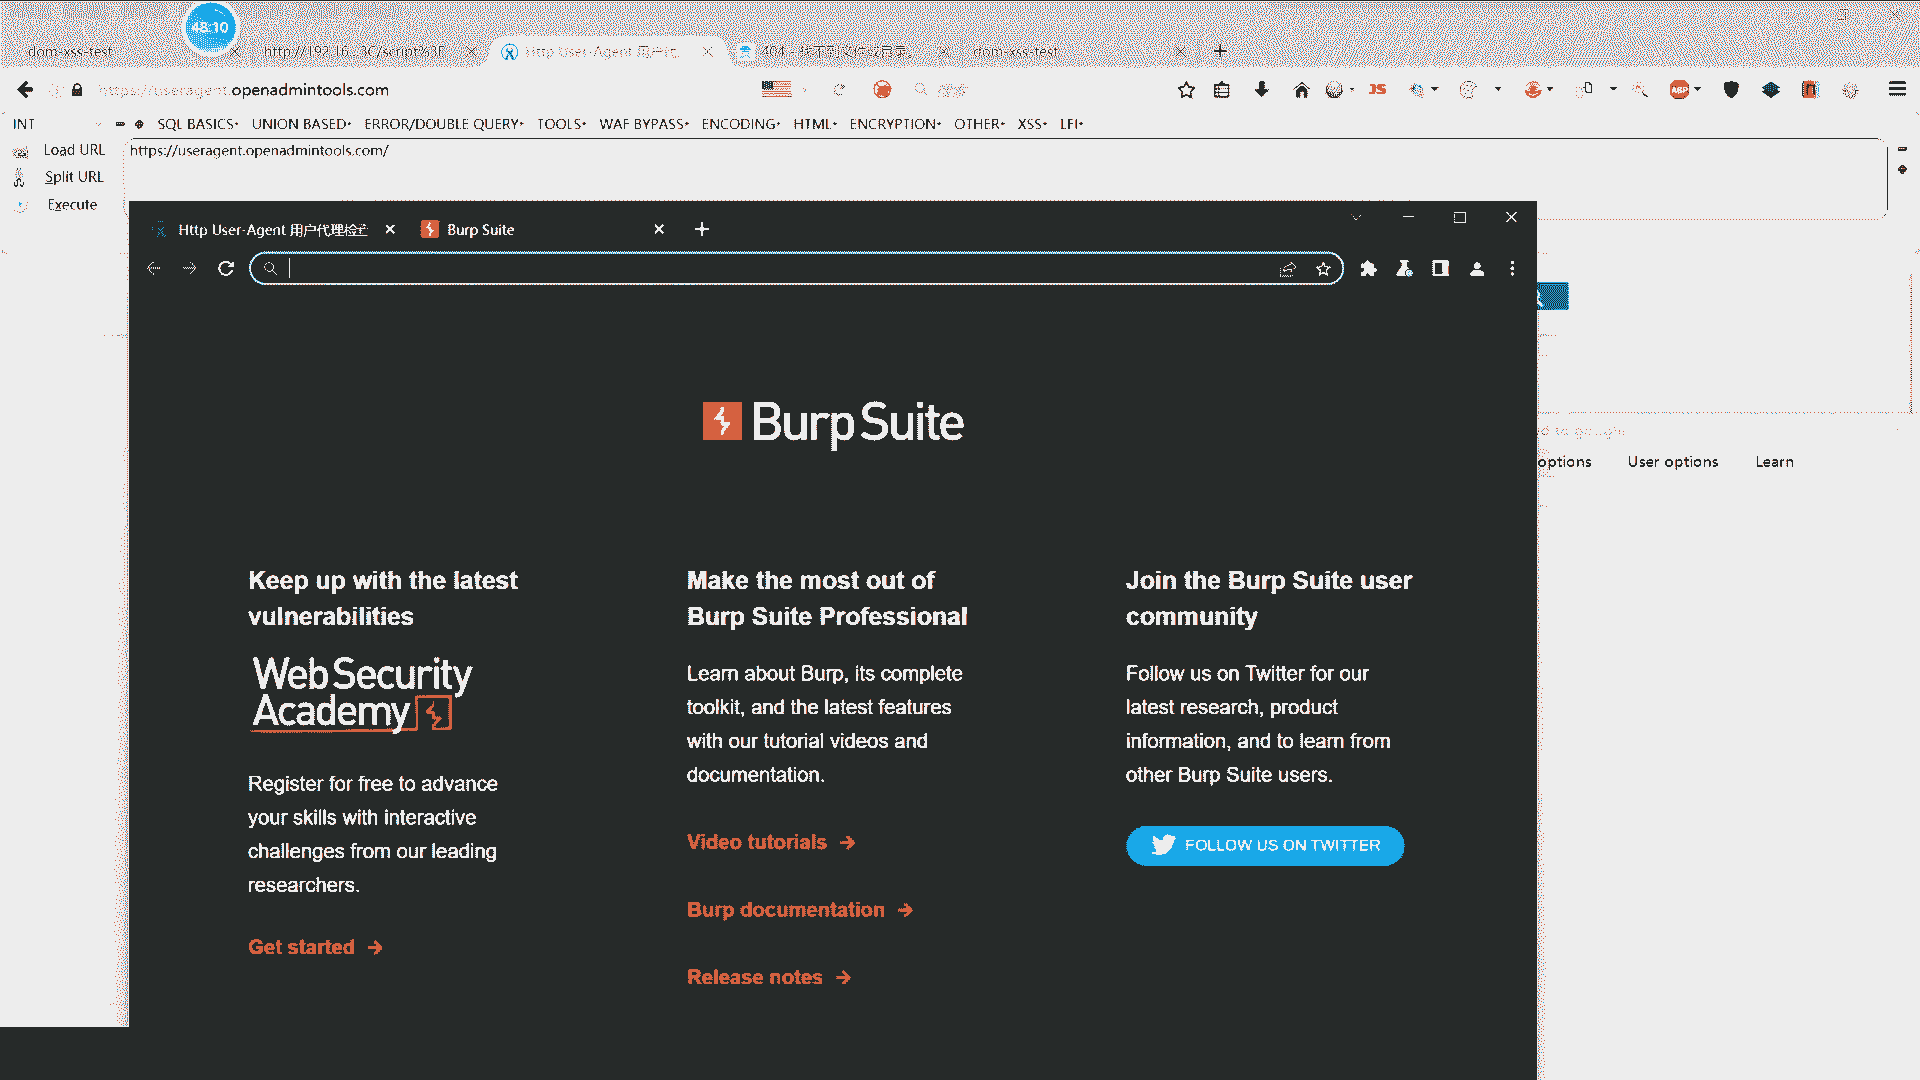 48:10
dom-xss-test
http://192.16...3C/script%3E
Http User-Agent 用户代
404 - 找不到文件或目录
dom-xss-test
https://useragent.openadmintools.com
JS
ABP
INT
SQL BASICS
UNION BASED
ERROR/DOUBLE QUERY
TOOLS
WAF BYPASS
ENCODING
HTML
ENCRYPTION
OTHER
XSS
LFI
Load URL
https://useragent.openadmintools.com/
Split URL
Execute
Http User-Agent 用户代理检
Burp Suite
Burp Suite
options
User options
Learn
Keep up with the latest
vulnerabilities
Web Security
Academy
Register for free to advance
your skills with interactive
challenges from our leading
researchers.
Get started
Make the most out of
Burp Suite Professional
Learn about Burp, its complete
toolkit, and the latest features
with our tutorial videos and
documentation.
Video tutorials
Burp documentation
Release notes
Join the Burp Suite user
community
Follow us on Twitter for our
latest research, product
information, and to learn from
other Burp Suite users.
FOLLOW US ON TWITTER